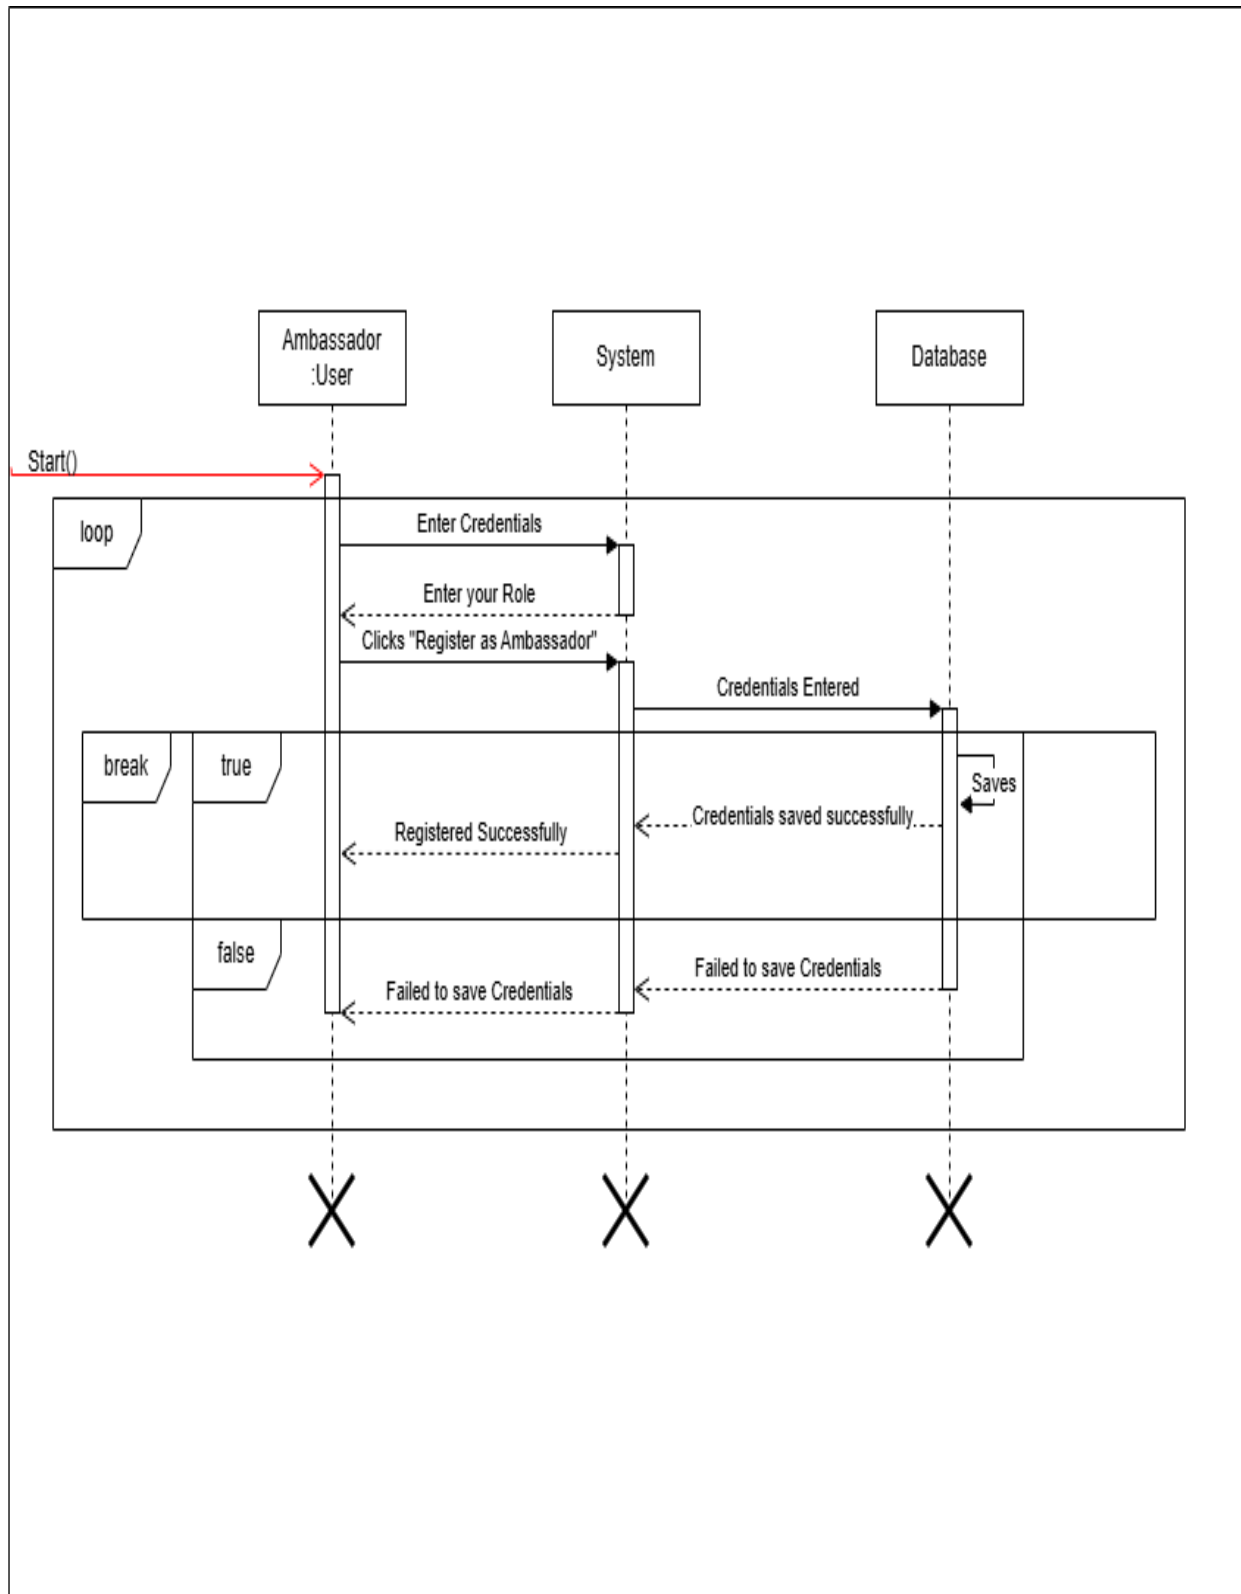 Ambassador
:User
System
Database
Start()
loop
Enter Credentials
Enter your Role
Clicks "Register as Ambassador"
Credentials Entered
break
true
Saves
Credentials saved successfully
Registered Successfully
false
Failed to save Credentials
Failed to save Credentials